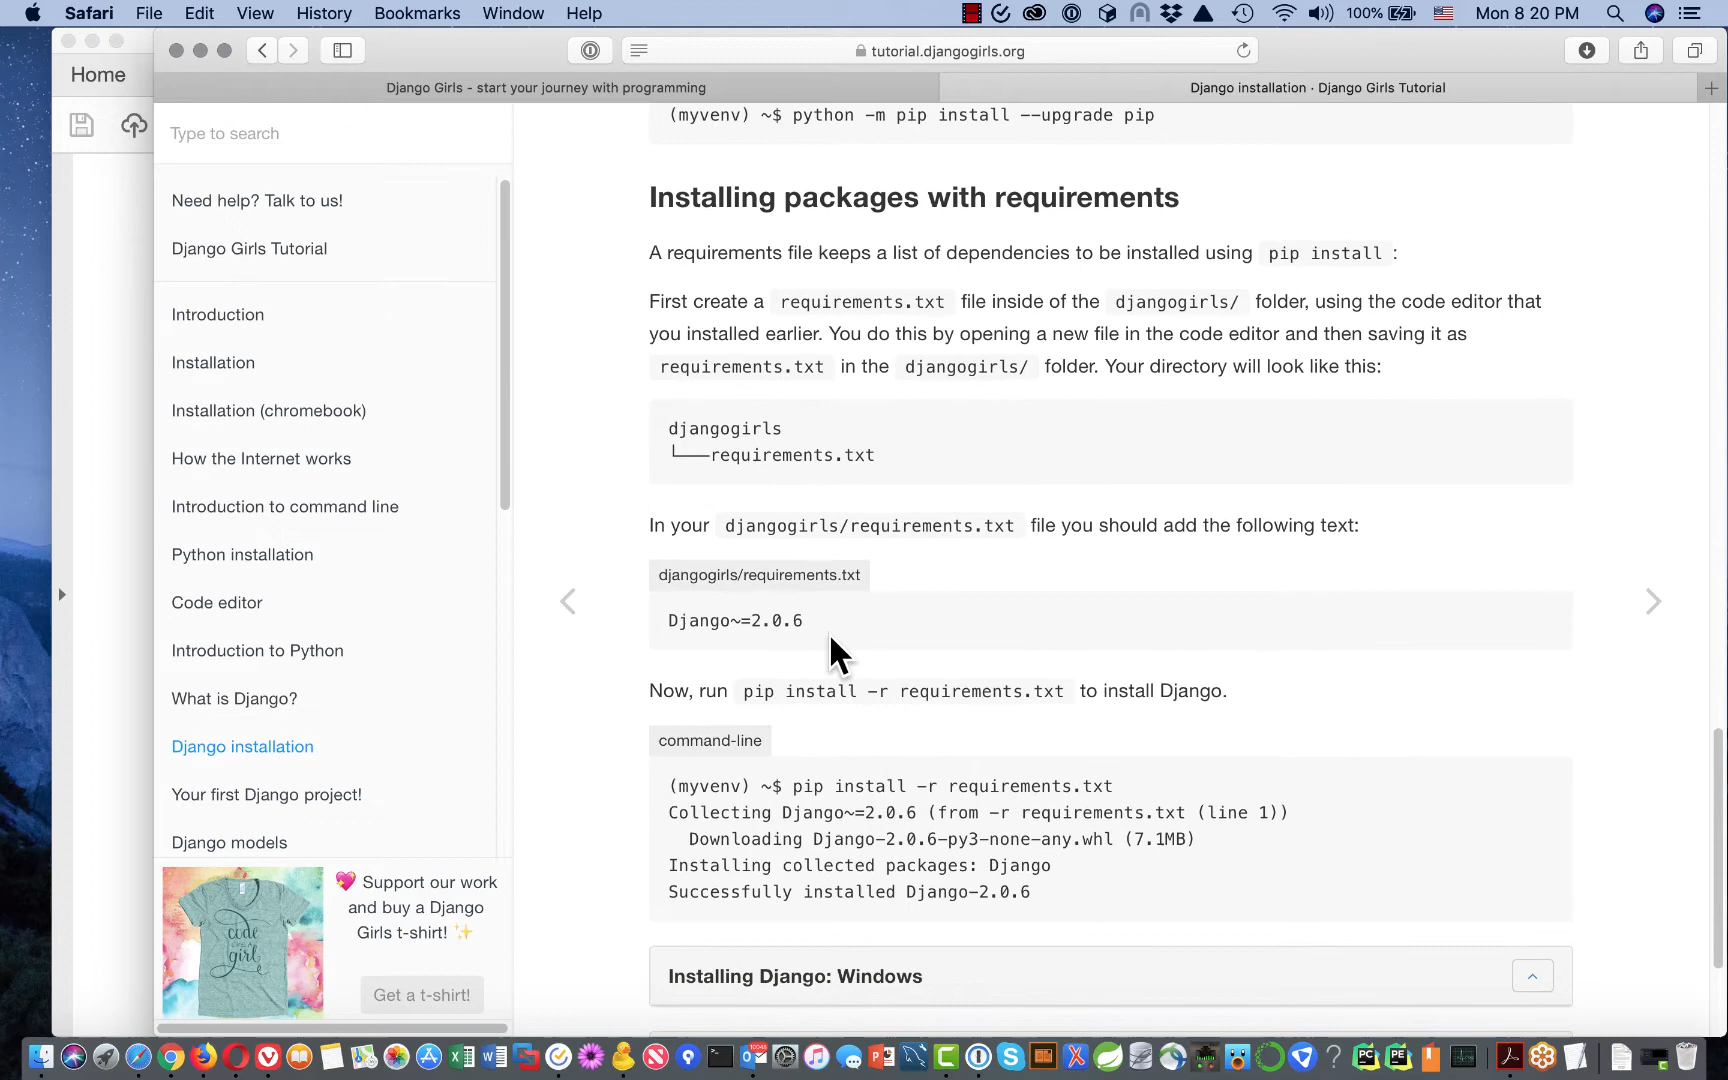 Safari File Edit View History Bookmarks Window Help 100% Mon 8 20 PM
tutorial.djangogirls.org
Home
Django Girls - start your journey with programming
Django installation · Django Girls Tutorial
Type to search
Need help? Talk to us!
Django Girls Tutorial
Introduction
Installation
Installation (chromebook)
How the Internet works
Introduction to command line
Python installation
Code editor
Introduction to Python
What is Django?
Django installation
Your first Django project!
Django models
code
like a
girl
💖 Support our work
and buy a Django
Girls t-shirt! ✨
Get a t-shirt!
(myvenv) ~$ python -m pip install --upgrade pip
Installing packages with requirements
A requirements file keeps a list of dependencies to be installed using pip install :
First create a requirements.txt file inside of the djangogirls/ folder, using the code editor that
you installed earlier. You do this by opening a new file in the code editor and then saving it as
requirements.txt in the djangogirls/ folder. Your directory will look like this:
djangogirls
└──requirements.txt
In your djangogirls/requirements.txt file you should add the following text:
djangogirls/requirements.txt
Django~=2.0.6
Now, run pip install -r requirements.txt to install Django.
command-line
(myvenv) ~$ pip install -r requirements.txt
Collecting Django~=2.0.6 (from -r requirements.txt (line 1))
Downloading Django-2.0.6-py3-none-any.whl (7.1MB)
Installing collected packages: Django
Successfully installed Django-2.0.6
Installing Django: Windows